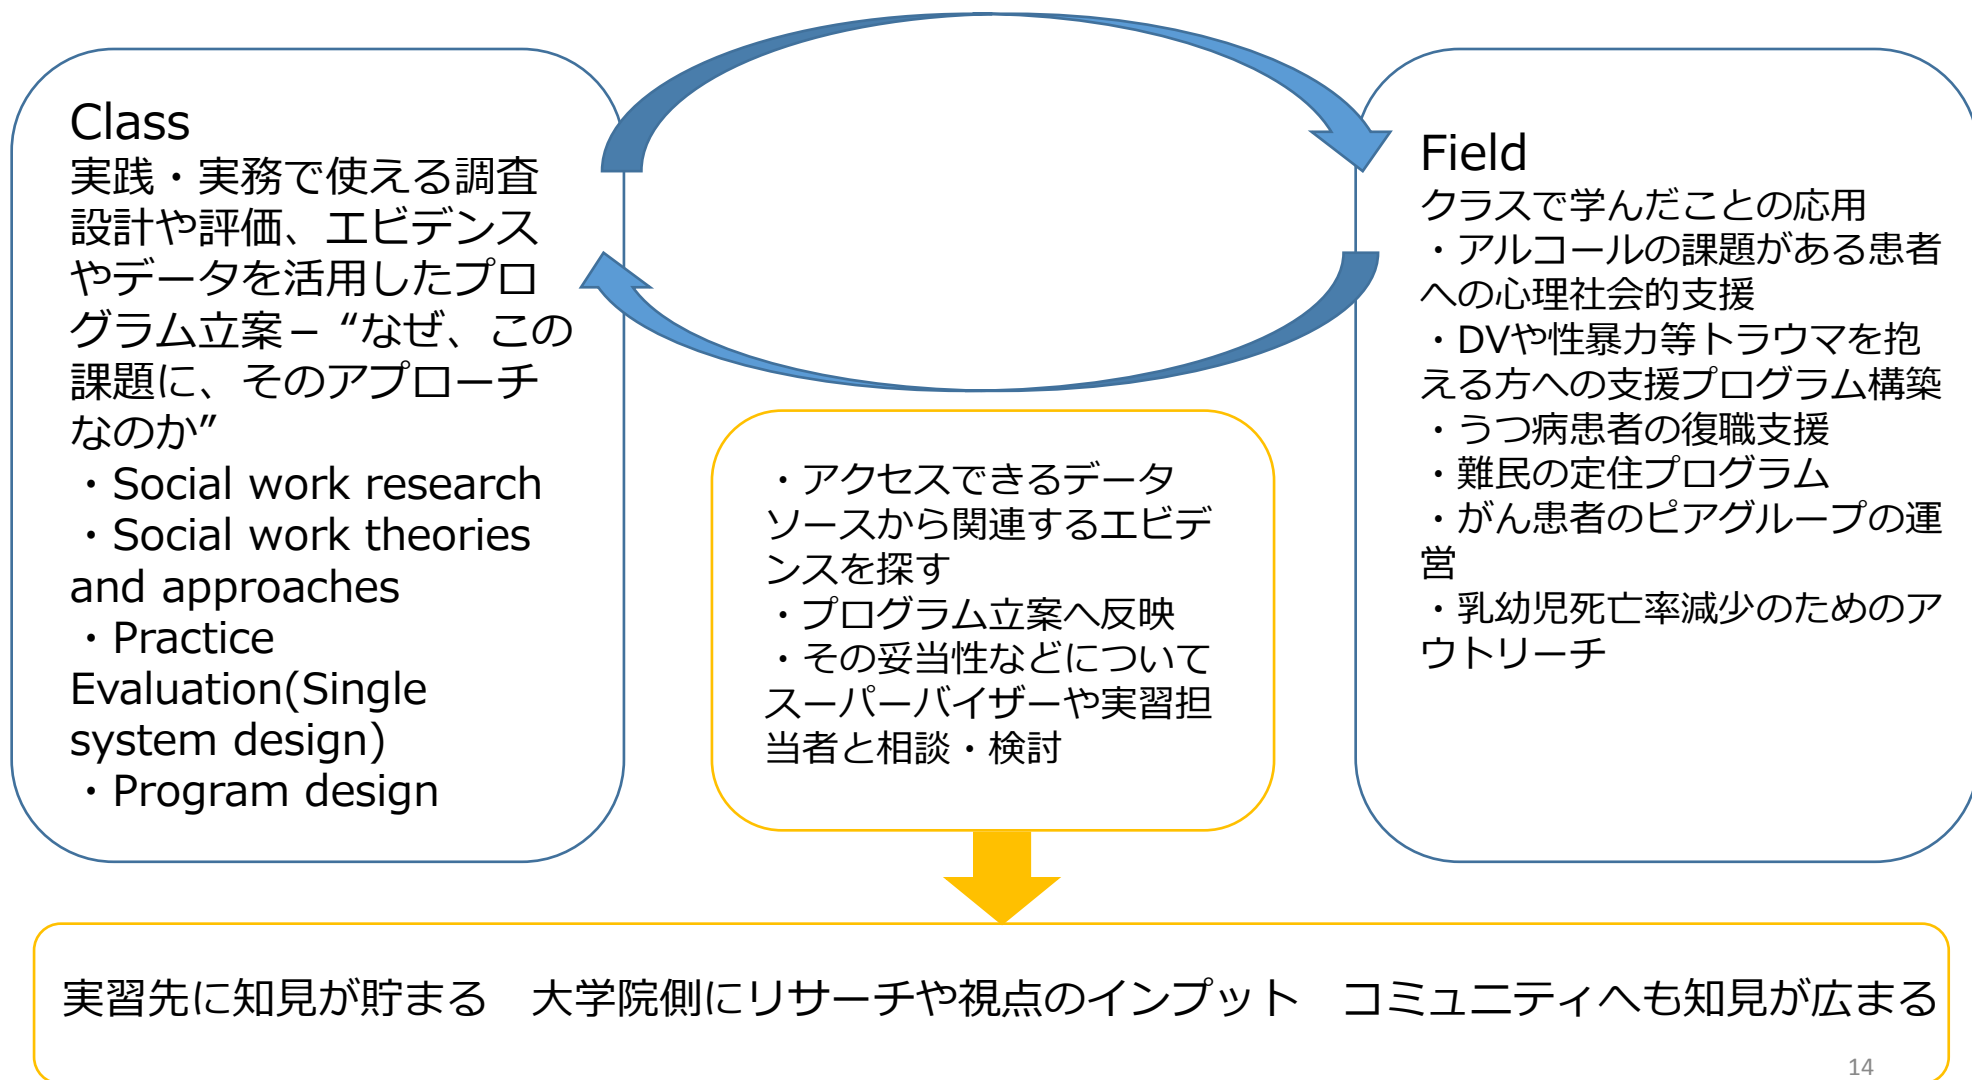 Class
実践・実務で使える調査
設計や評価、エビデンス
やデータを活用したプロ
グラム立案 – “なぜ、この
課題に、そのアプローチ
なのか”
・Social work research
・Social work theories
and approaches
・Practice
Evaluation(Single
system design)
・Program design
・アクセスできるデータ
ソースから関連するエビデ
ンスを探す
・プログラム立案へ反映
・その妥当性などについて
スーパーバイザーや実習担
当者と相談・検討
Field
クラスで学んだことの応用
・アルコールの課題がある患者
への心理社会的支援
・DVや性暴力等トラウマを抱
える方への支援プログラム構築
・うつ病患者の復職支援
・難民の定住プログラム
・がん患者のピアグループの運
営
・乳幼児死亡率減少のためのア
ウトリーチ
実習先に知見が貯まる　大学院側にリサーチや視点のインプット　コミュニティへも知見が広まる
14